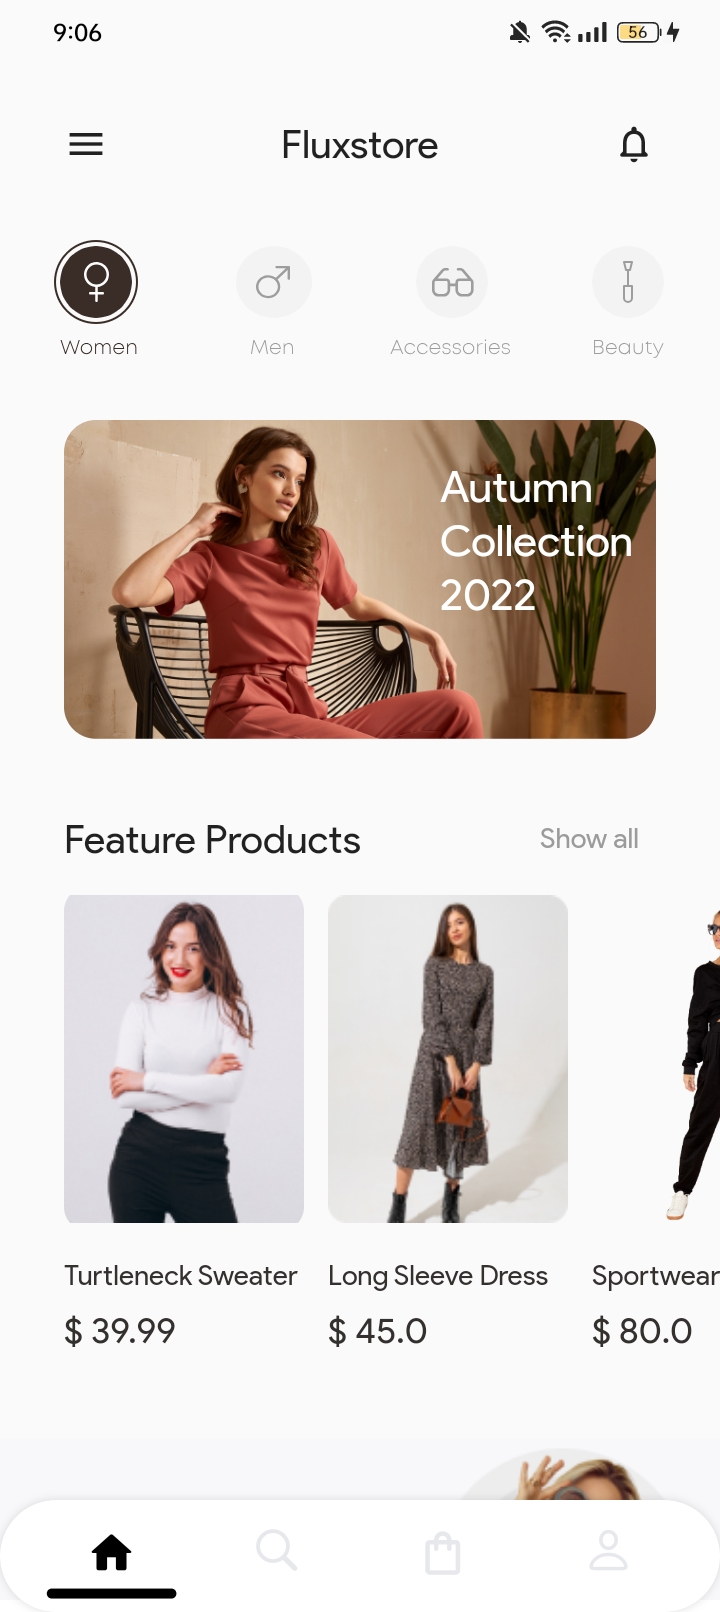 9:06
56
Fluxstore
Women
Men
Accessories
Beauty
Autumn
Collection
2022
Feature Products
Show all
Turtleneck Sweater
Long Sleeve Dress
Sportwear
$ 39.99
$ 45.0
$ 80.0